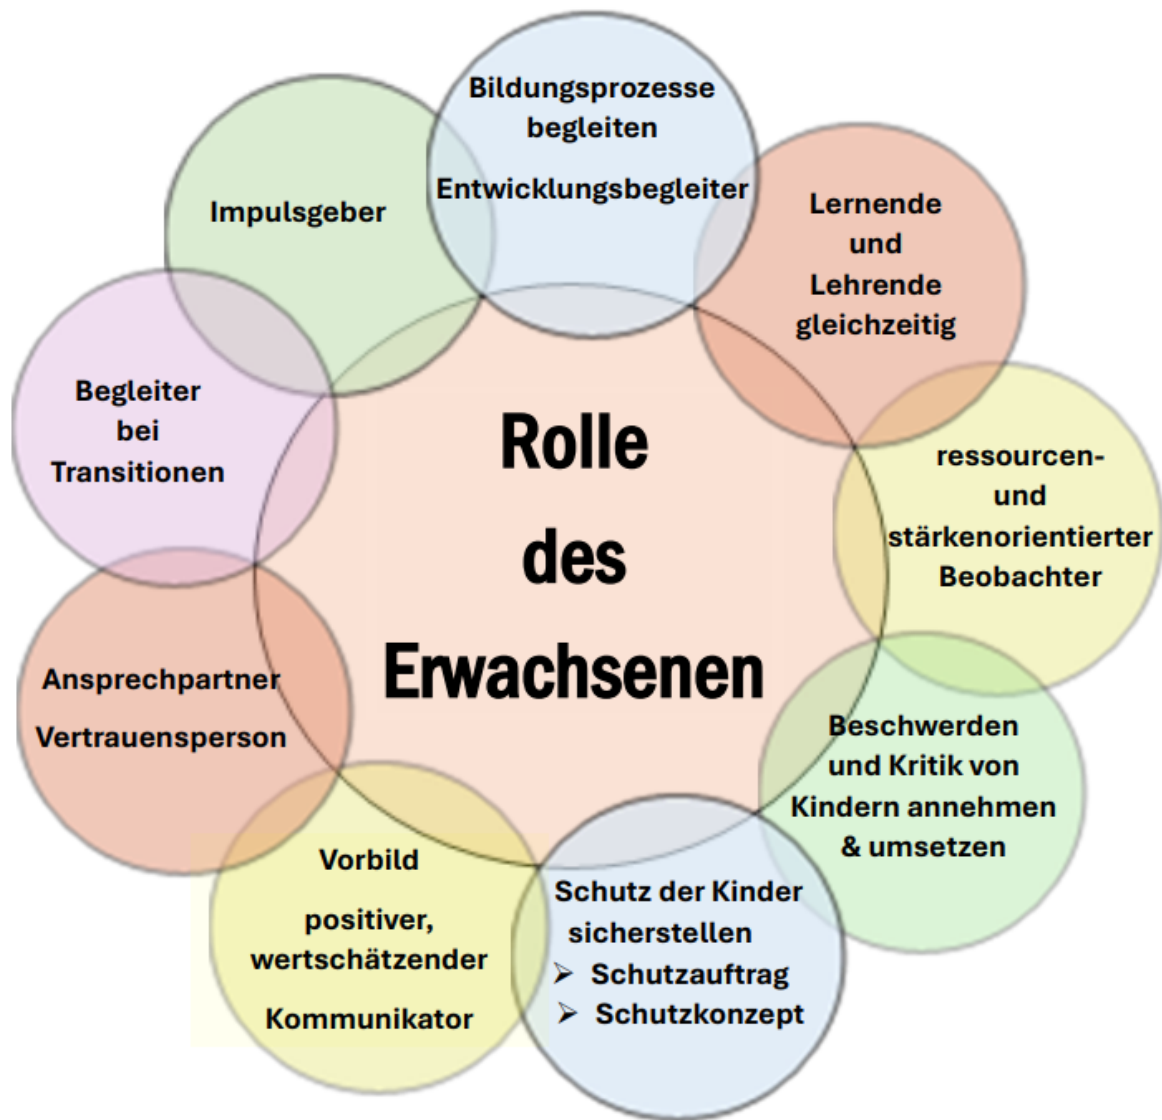 Bildungsprozesse
begleiten
Entwicklungsbegleiter
Lernende
und
Lehrende
gleichzeitig
ressourcen-
und
stärkenorientierter
Beobachter
Beschwerden
und Kritik von
Kindern annehmen
& umsetzen
Schutz der Kinder
sicherstellen
➢ Schutzauftrag
➢ Schutzkonzept
Vorbild
positiver,
wertschätzender
Kommunikator
Ansprechpartner
Vertrauensperson
Begleiter
bei
Transitionen
Impulsgeber
Rolle
des
Erwachsenen